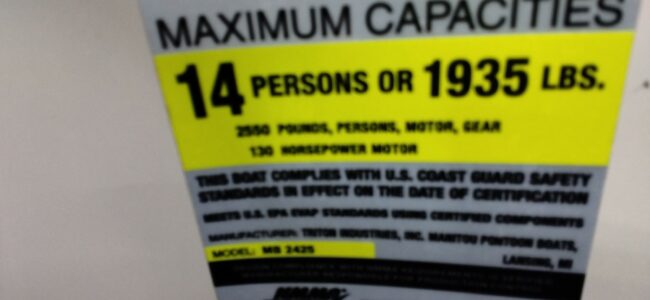 MAXIMUM CAPACITIES
14 PERSONS OR 1935 LBS.
2550 POUNDS, PERSONS, MOTOR, GEAR
130 HORSEPOWER MOTOR
THIS BOAT COMPLIES WITH U.S. COAST GUARD SAFETY
STANDARDS IN EFFECT ON THE DATE OF CERTIFICATION
MEETS U.S. EPA EVAP STANDARDS USING CERTIFIED COMPONENTS
MANUFACTURER: TRITON INDUSTRIES, INC. MANITOU PONTOON BOATS,
LANSING, MI
MODEL: MB 2425
NMMA